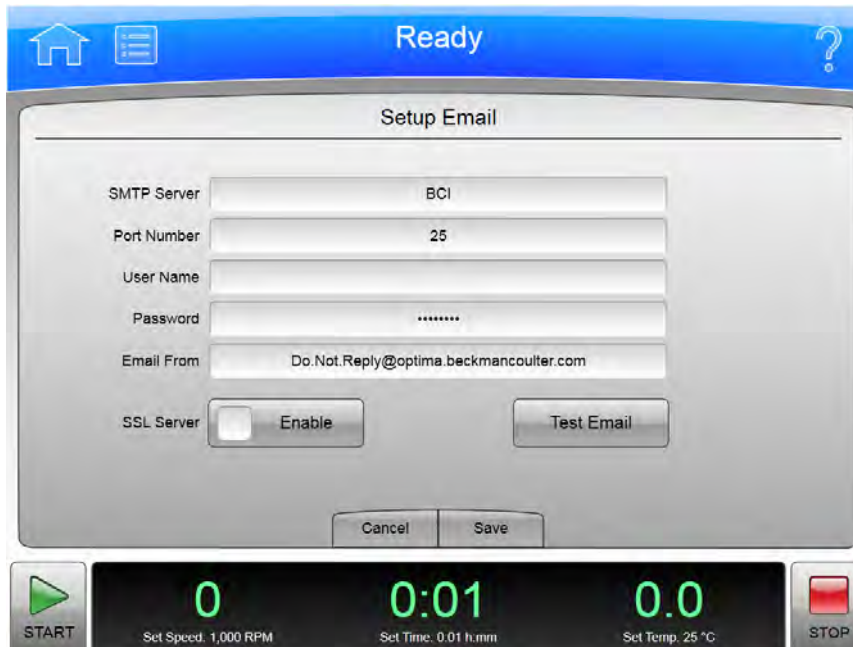 Ready
?
Setup Email
SMTP Server BCI
Port Number 25
User Name
Password ••••••••
Email From Do.Not.Reply@optima.beckmancoulter.com
SSL Server Enable Test Email
Cancel Save
0 0:01 0.0
START Set Speed: 1,000 RPM Set Time: 0:01 h:mm Set Temp. 25 °C STOP